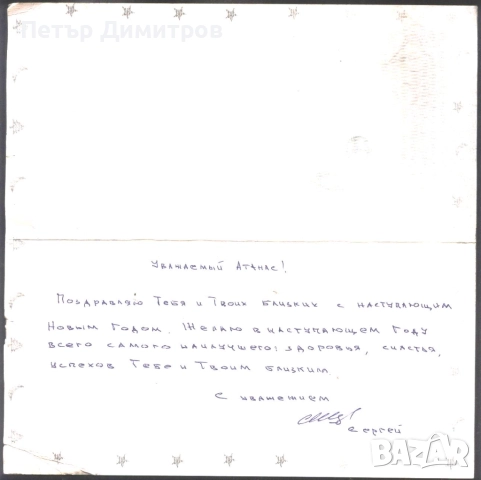 Петър Димитров
Уважаемый Атанас!
Поздравляю Тебя и Твоих близких с наступающим
Новым Годом. Желаю в наступающем Году
всего самого наилучшего: здоровья, счастья,
успехов Тебе и Твоим близким.
С уважением
Сергей
BAZAR